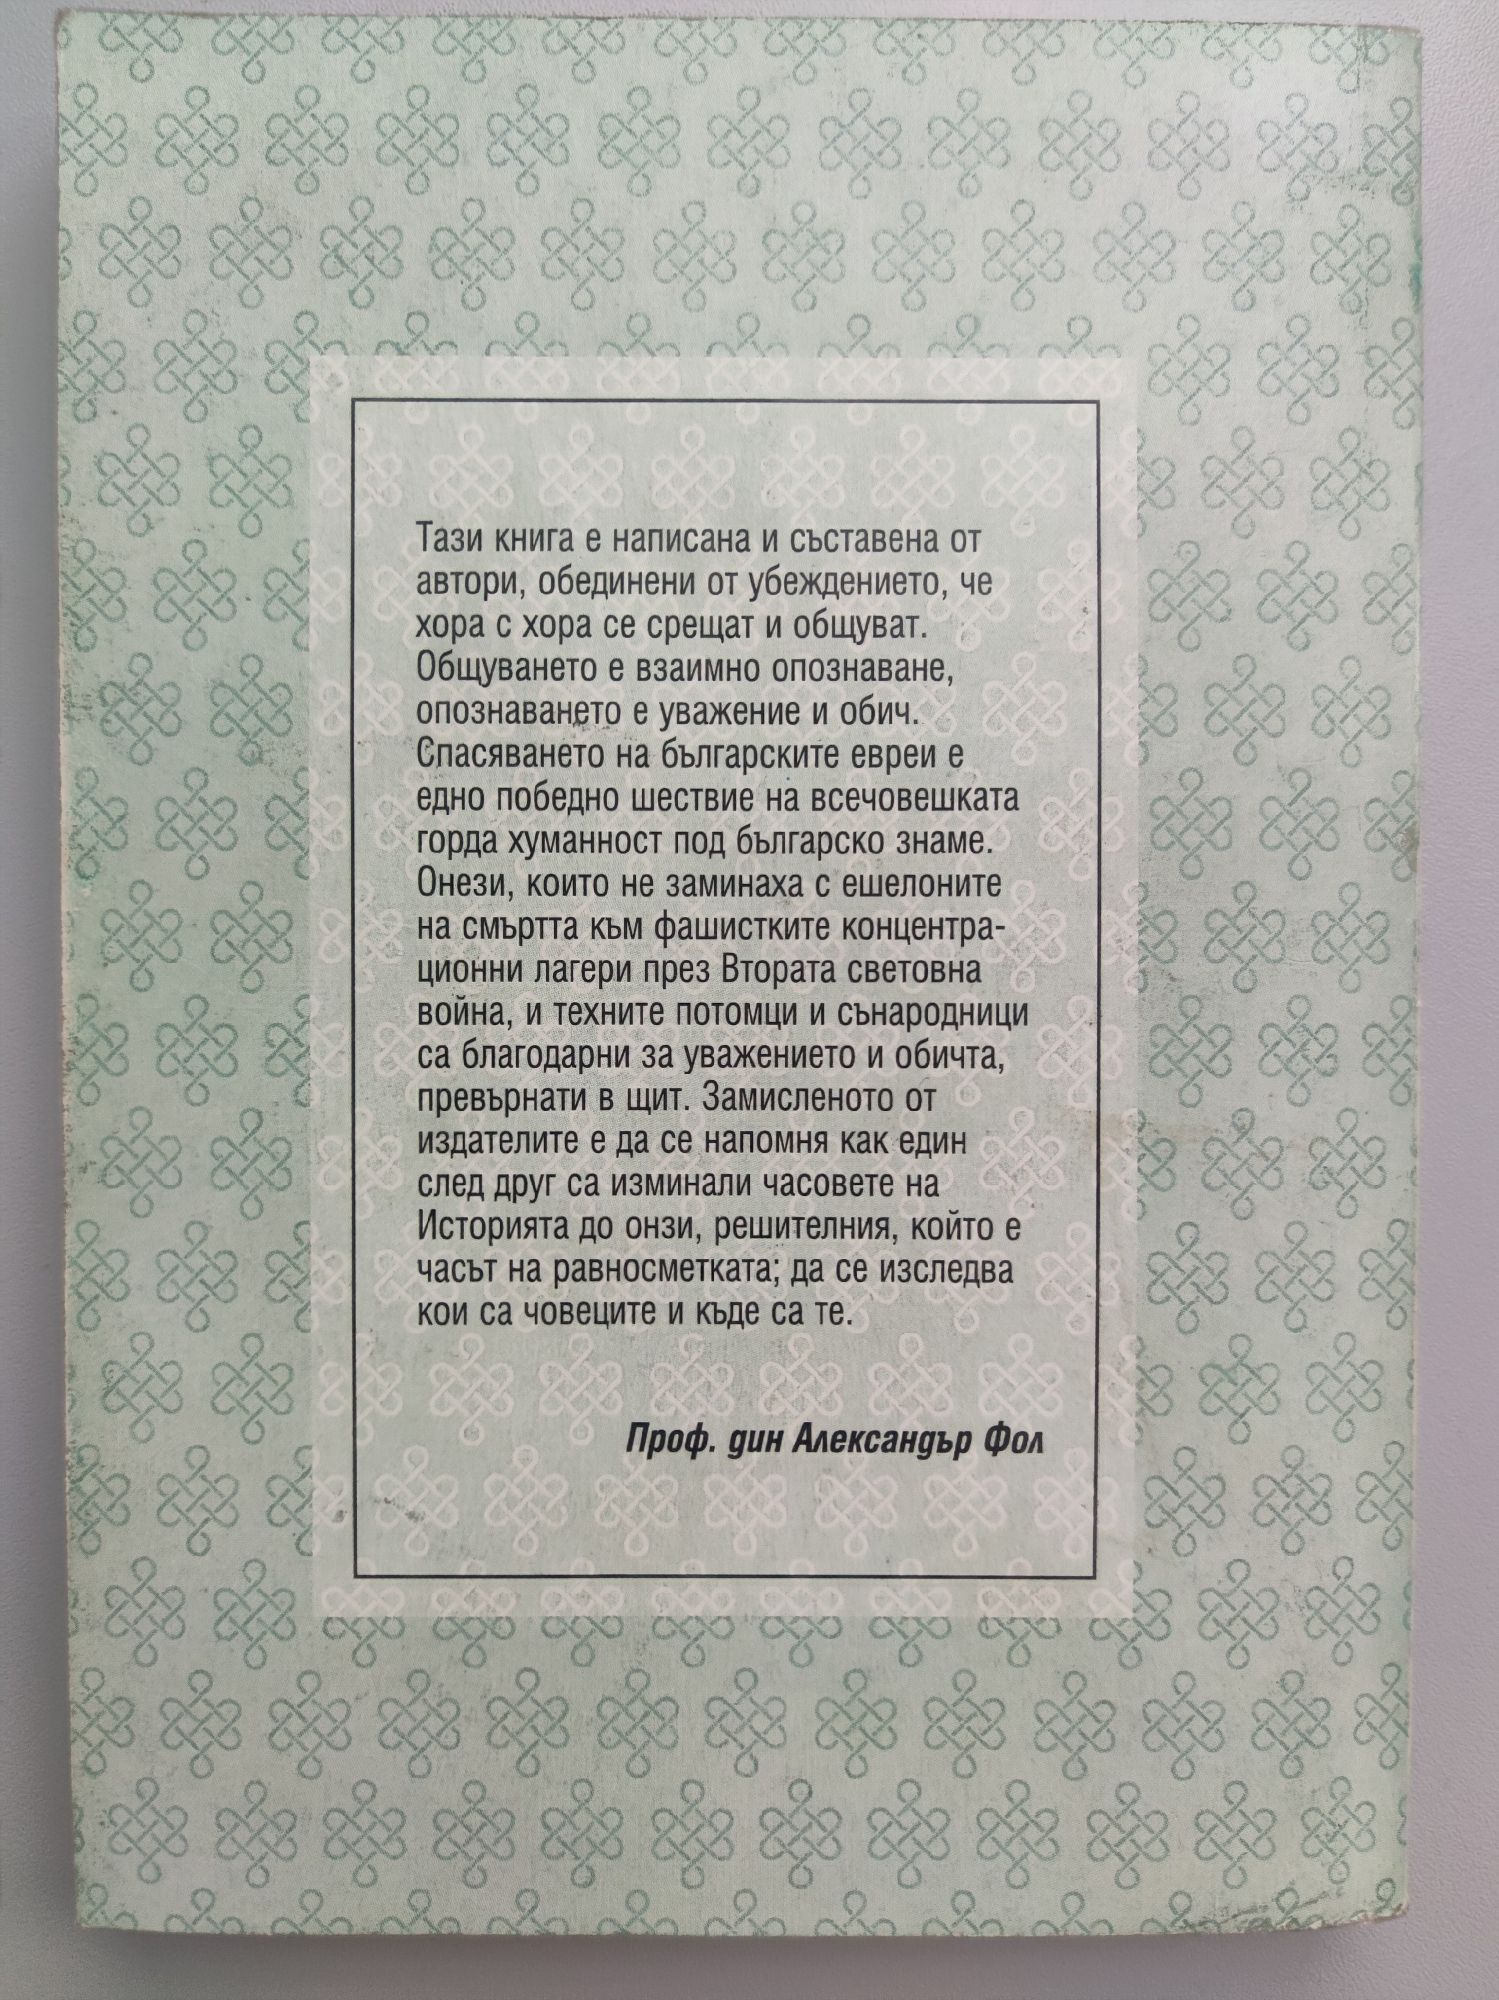 Тази книга е написана и съставена от
автори, обединени от убеждението, че
хора с хора се срещат и общуват.
Общуването е взаимно опознаване,
опознаването е уважение и обич.
Спасяването на българските евреи е
едно победно шествие на всечовешката
горда хуманност под българско знаме.
Онези, които не заминаха с ешелоните
на смъртта към фашистките концентра-
ционни лагери през Втората световна
война, и техните потомци и сънародници
са благодарни за уважението и обичта,
превърнати в щит. Замисленото от
издателите е да се напомня как един
след друг са изминали часовете на
Историята до онзи, решителния, който е
часът на равносметката; да се изследва
кои са човеците и къде са те.
Проф. дин Александър Фол